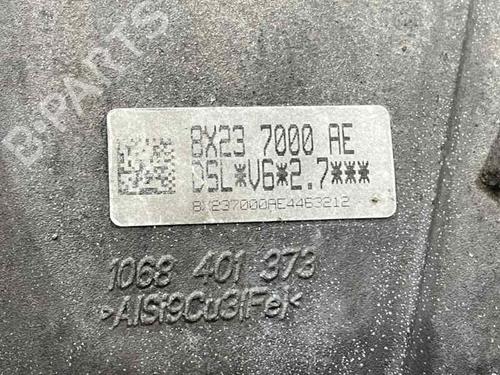 B-PARTS
8X23 7000 AE
DSL*V6*2.7***
8X237000AE4463212
1068 401 373
>AlSi9Cu3(Fe)<